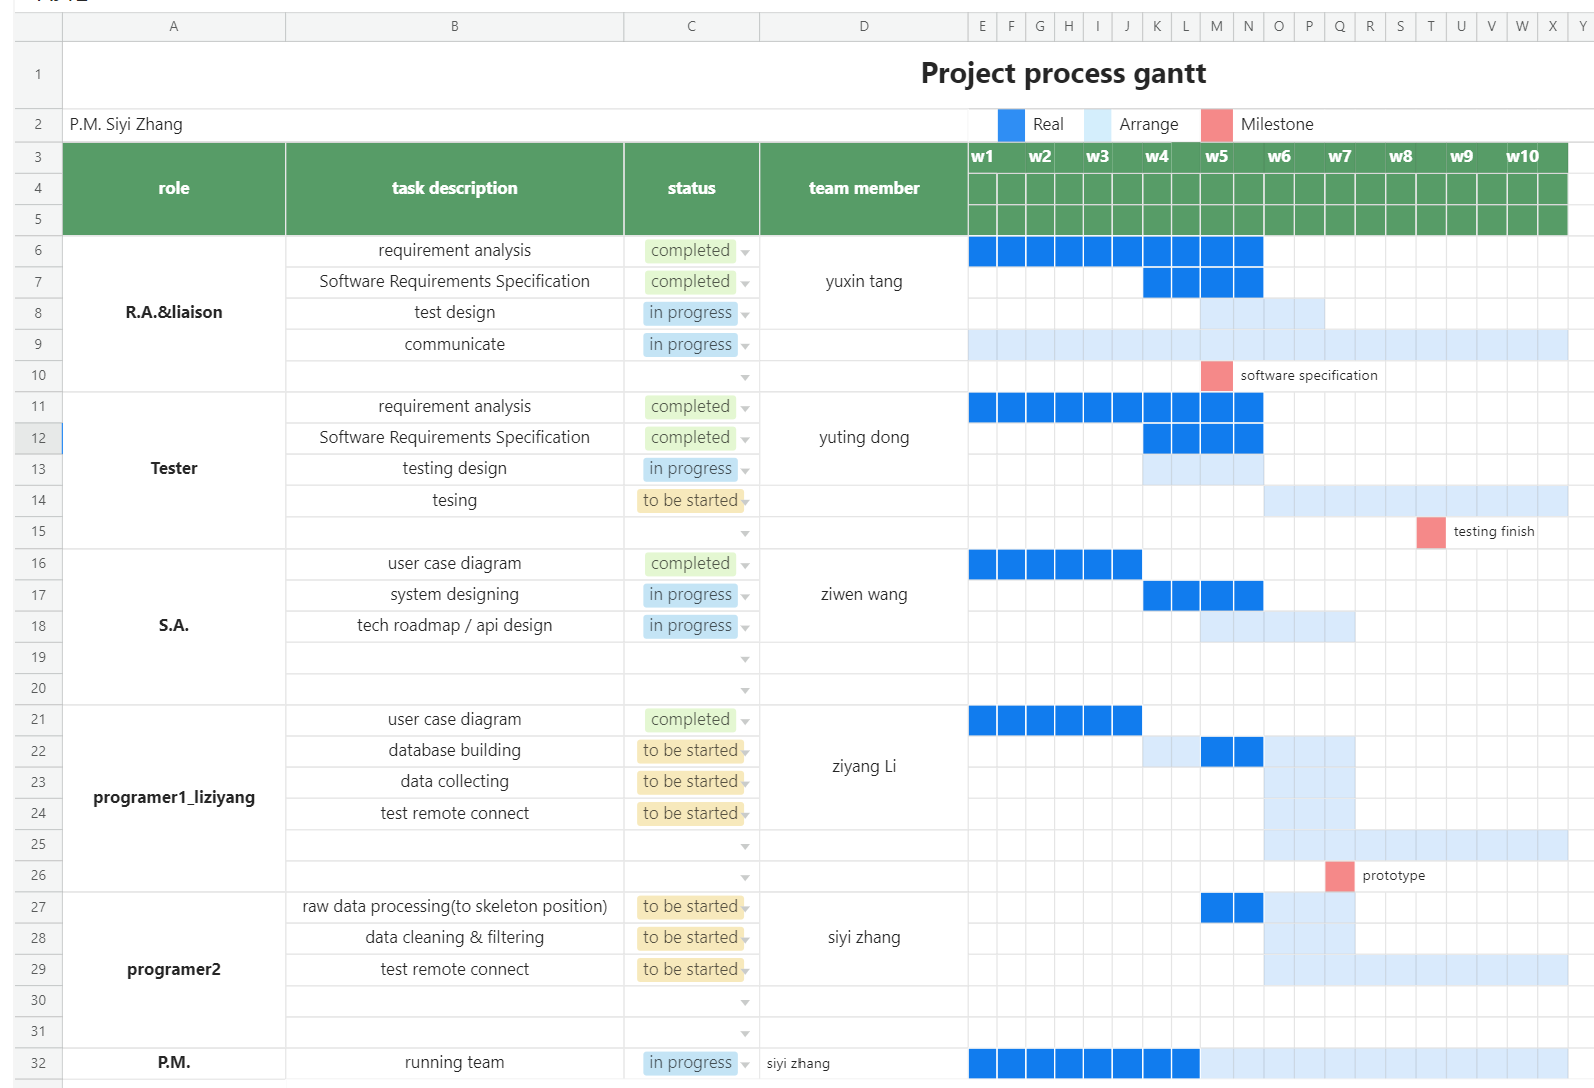 A B C D E F G H I J K L M N O P Q R S T U V W X Y
1 Project process gantt
2 P.M. Siyi Zhang Real Arrange Milestone
3 w1 w2 w3 w4 w5 w6 w7 w8 w9 w10
4 role task description status team member
5
6 requirement analysis completed
7 Software Requirements Specification completed yuxin tang
8 R.A.&liaison test design in progress
9 communicate in progress
10 software specification
11 requirement analysis completed
12 Software Requirements Specification completed yuting dong
13 Tester testing design in progress
14 tesing to be started
15 testing finish
16 user case diagram completed
17 system designing in progress ziwen wang
18 S.A. tech roadmap / api design in progress
19
20
21 user case diagram completed
22 database building to be started
ziyang Li
23 data collecting to be started
programer1_liziyang
24 test remote connect to be started
25
26 prototype
27 raw data processing(to skeleton position) to be started
28 data cleaning & filtering to be started siyi zhang
29 programer2 test remote connect to be started
30
31
32 P.M. running team in progress siyi zhang